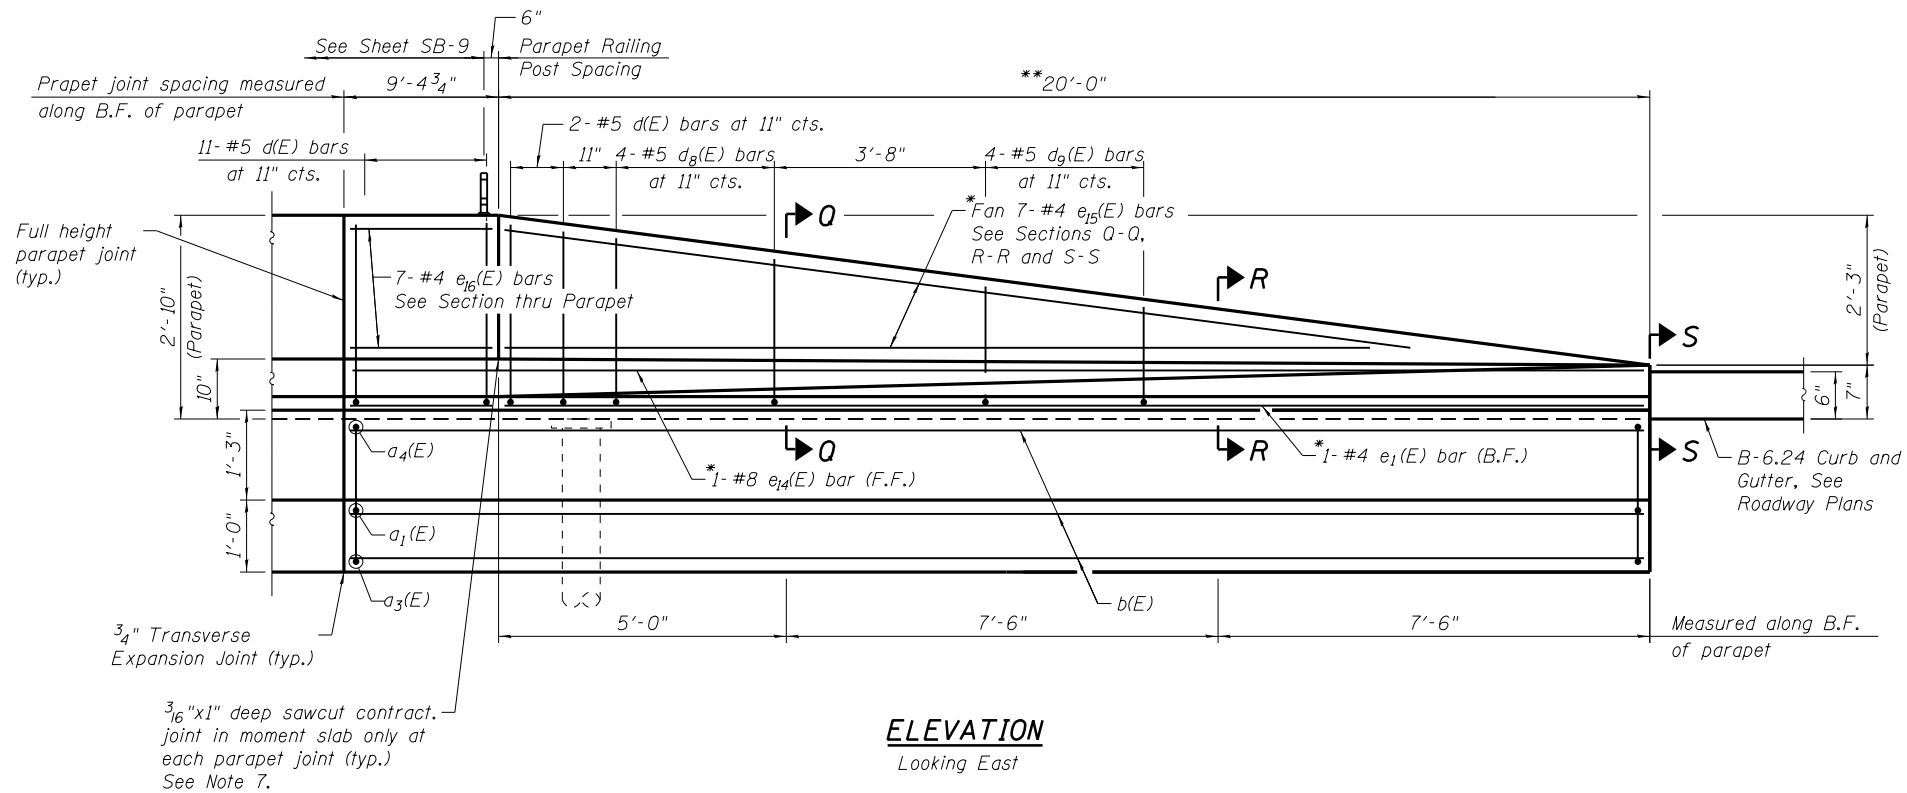 6"
See Sheet SB-9
Parapet Railing
Post Spacing
Prapet joint spacing measured
along B.F. of parapet
9'-4 3/4"
**20'-0"
2-#5 d(E) bars at 11" cts.
11-#5 d(E) bars
at 11" cts.
11"
4-#5 d8(E) bars
at 11" cts.
3'-8"
4-#5 d9(E) bars
at 11" cts.
Q
*Fan 7-#4 e15(E) bars
See Sections Q-Q,
R-R and S-S
Full height
parapet joint
(typ.)
7-#4 e16(E) bars
See Section thru Parapet
R
2'-10"
(Parapet)
2'-3"
(Parapet)
S
10"
6"
7"
1'-3"
a4(E)
Q
*1-#8 e14(E) bar (F.F.)
R
*1-#4 e1(E) bar (B.F.)
S
B-6.24 Curb and
Gutter, See
Roadway Plans
1'-0"
a1(E)
a3(E)
b(E)
3/4" Transverse
Expansion Joint (typ.)
5'-0"
7'-6"
7'-6"
Measured along B.F.
of parapet
3/16"x1" deep sawcut contract.
joint in moment slab only at
each parapet joint (typ.)
See Note 7.
ELEVATION
Looking East